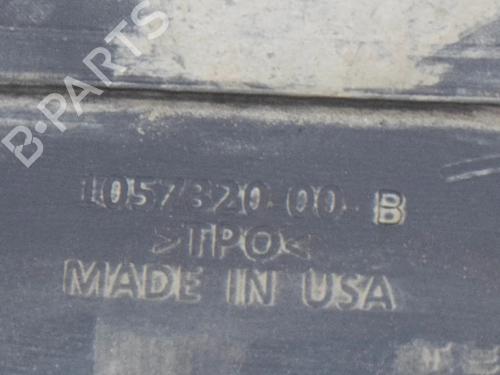 B-PARTS
1057320-00-B
>TPO<
MADE IN USA